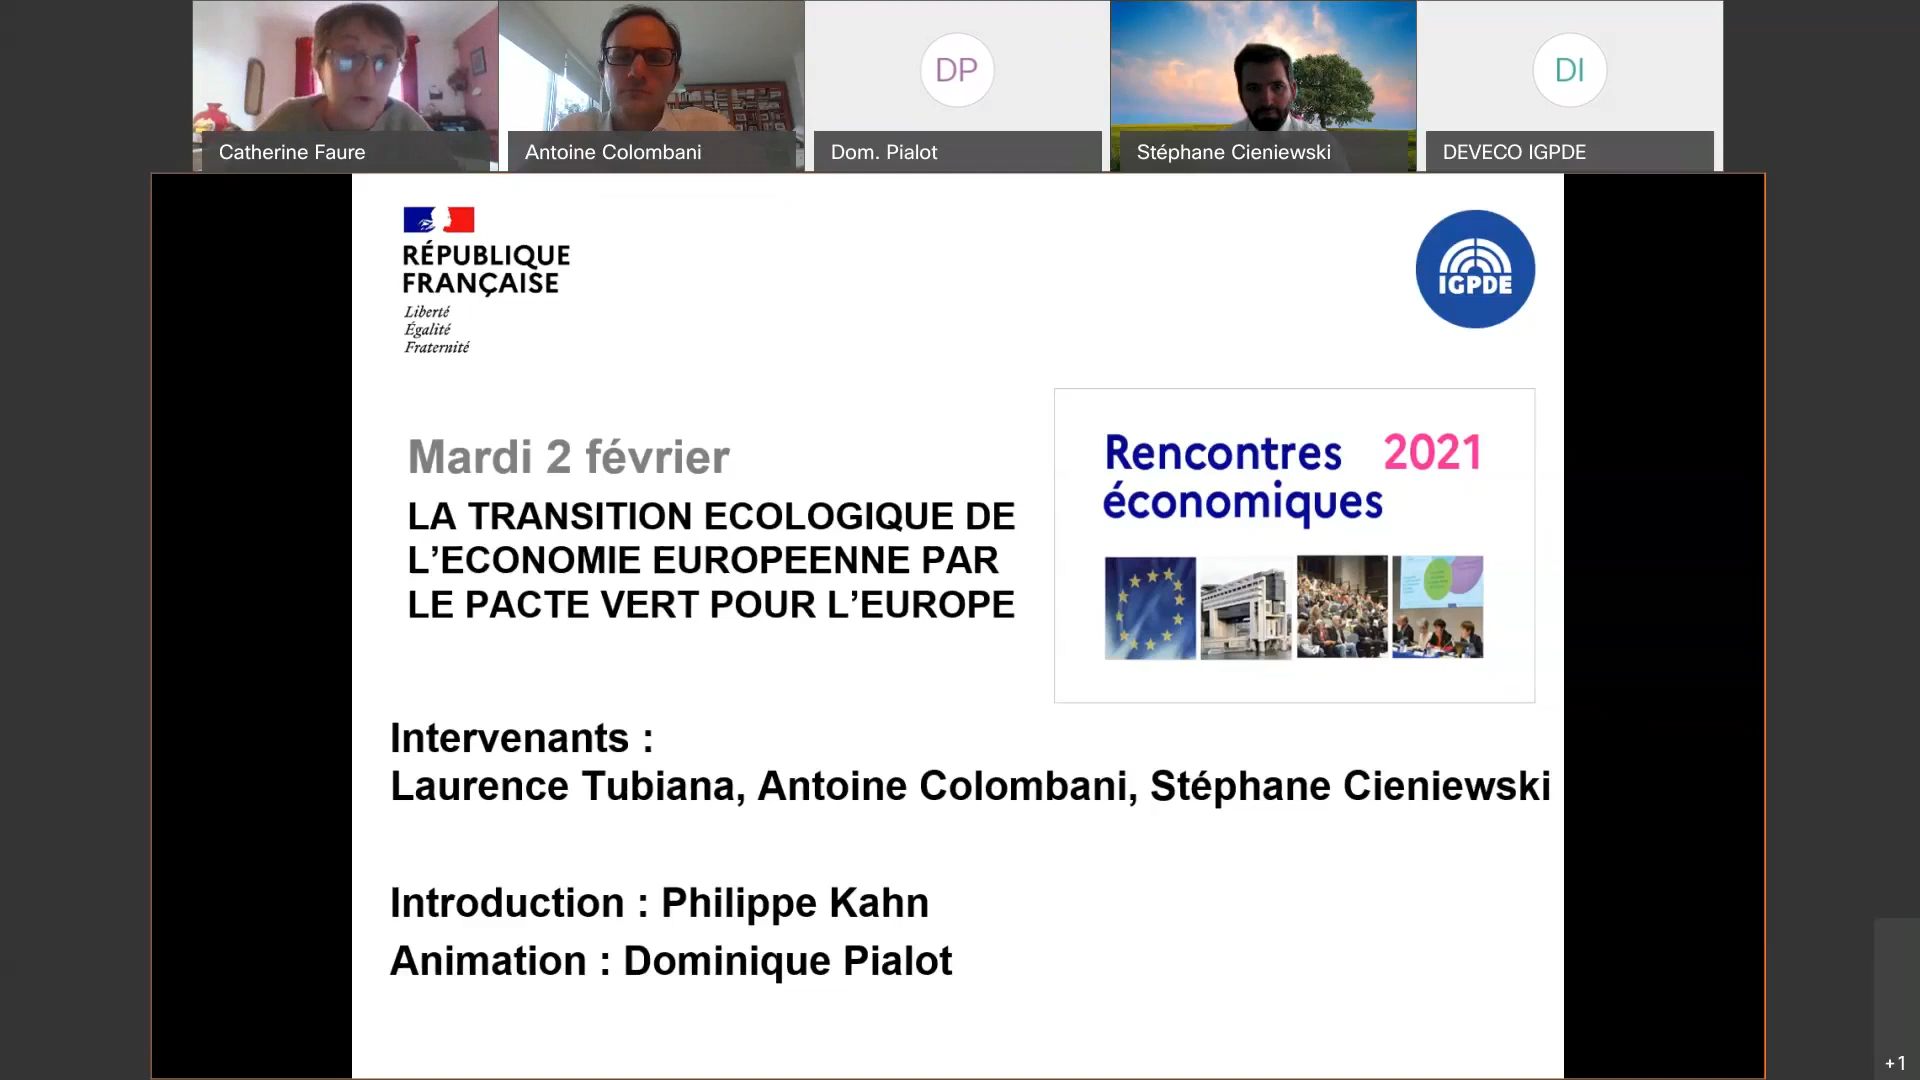 Catherine Faure
Antoine Colombani
DP
Dom. Pialot
Stéphane Cieniewski
DI
DEVECO IGPDE
RÉPUBLIQUE
FRANÇAISE
Liberté
Égalité
Fraternité
IGPDE
Mardi 2 février
LA TRANSITION ECOLOGIQUE DE
L’ECONOMIE EUROPEENNE PAR
LE PACTE VERT POUR L’EUROPE
Rencontres 2021
économiques
Intervenants :
Laurence Tubiana, Antoine Colombani, Stéphane Cieniewski
Introduction : Philippe Kahn
Animation : Dominique Pialot
+1